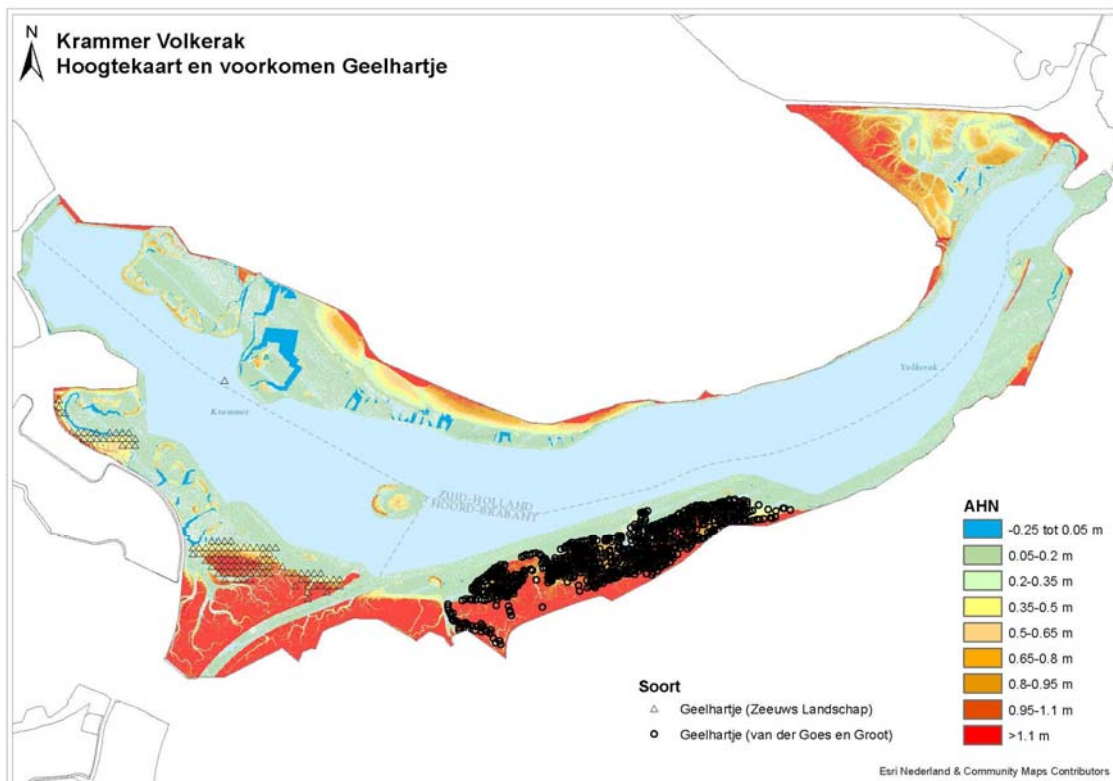 N
Krammer Volkerak
Hoogtekaart en voorkomen Geelhartje
Volkerak
Krammer
ZUID-HOLLAND
NOORD-BRABANT
AHN
-0.25 tot 0.05 m
0.05-0.2 m
0.2-0.35 m
0.35-0.5 m
0.5-0.65 m
0.65-0.8 m
0.8-0.95 m
0.95-1.1 m
>1.1 m
Soort
Geelhartje (Zeeuws Landschap)
Geelhartje (van der Goes en Groot)
Esri Nederland & Community Maps Contributors